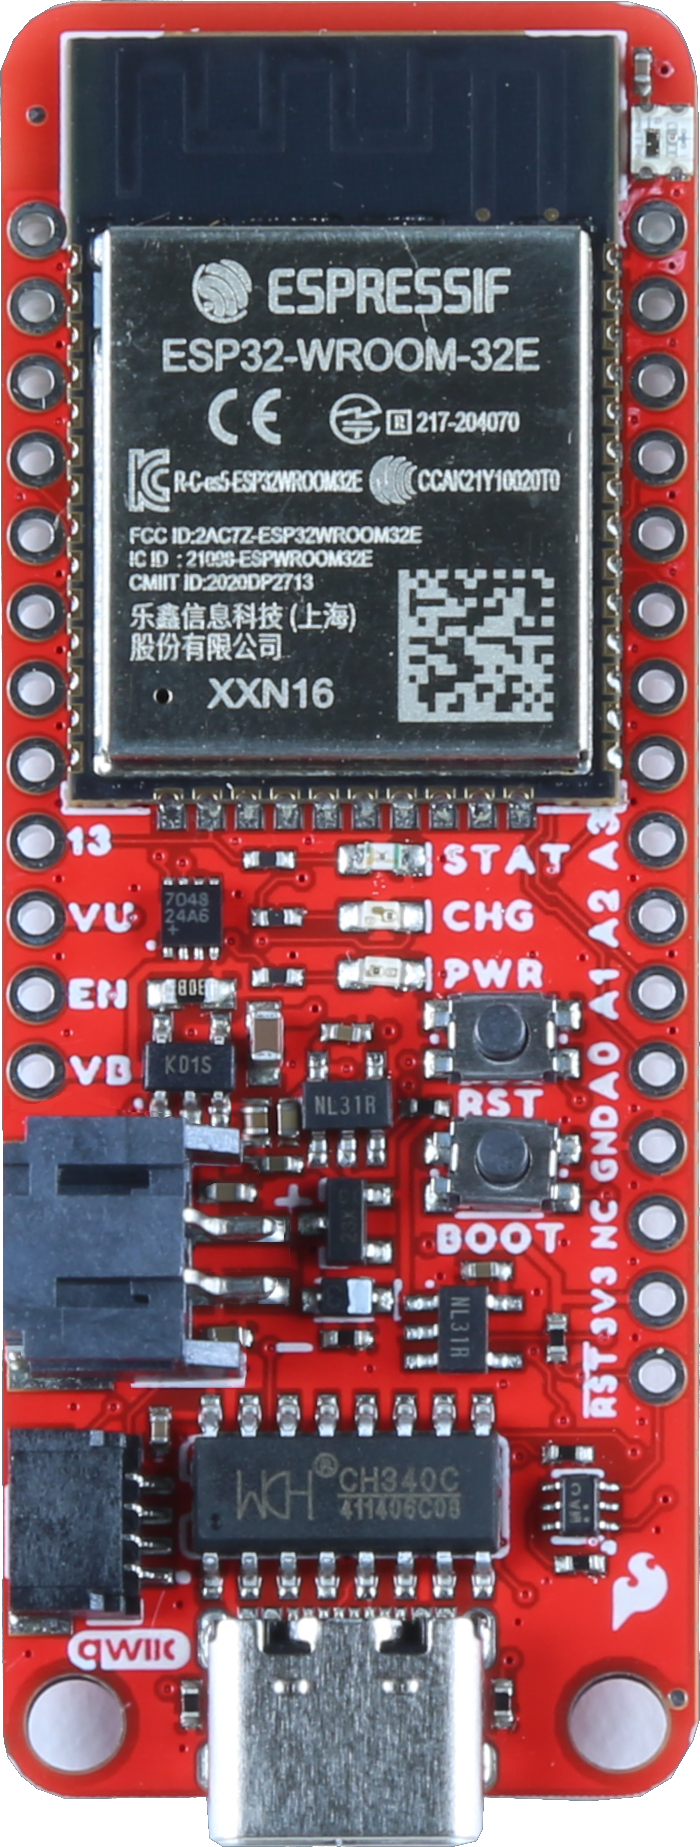 ESPRESSIF
ESP32-WROOM-32E
CE R 217-204070
R-C-es5-ESP32WROOM32E CCAK21Y10020T0
FCC ID:2AC7Z-ESP32WROOM32E
IC ID :21098-ESPWROOM32E
CMIIT ID:2020DP2713
乐鑫信息科技(上海)
股份有限公司
XXN16
13
VU
EN
VB
7048
24A6
+
STAT
CHG
PWR
A3
A2
A1
A0
GND
NC
3V3
RST
K01S
NL31R
RST
BOOT
+
NL31R
-
WCH® CH340C
411406C08
qwiic